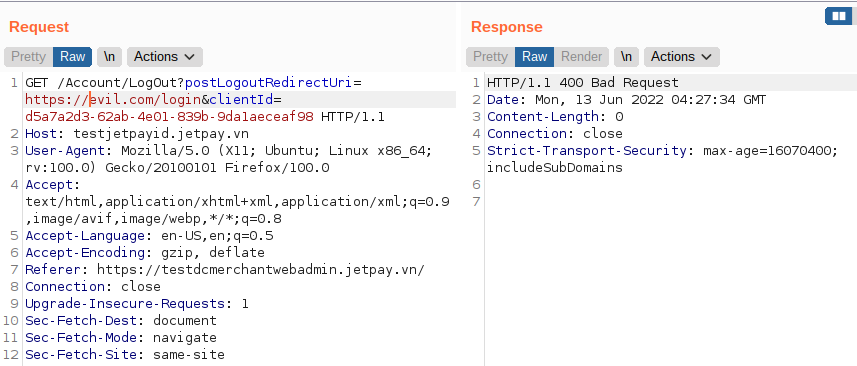 Request
Pretty Raw \n Actions
1 GET /Account/LogOut?postLogoutRedirectUri=
https://evil.com/login&clientId=
d5a7a2d3-62ab-4e01-839b-9da1aeceaf98 HTTP/1.1
2 Host: testjetpayid.jetpay.vn
3 User-Agent: Mozilla/5.0 (X11; Ubuntu; Linux x86_64;
rv:100.0) Gecko/20100101 Firefox/100.0
4 Accept:
text/html,application/xhtml+xml,application/xml;q=0.9
,image/avif,image/webp,*/*;q=0.8
5 Accept-Language: en-US,en;q=0.5
6 Accept-Encoding: gzip, deflate
7 Referer: https://testdcmerchantwebadmin.jetpay.vn/
8 Connection: close
9 Upgrade-Insecure-Requests: 1
10 Sec-Fetch-Dest: document
11 Sec-Fetch-Mode: navigate
12 Sec-Fetch-Site: same-site
Response
Pretty Raw Render \n Actions
1 HTTP/1.1 400 Bad Request
2 Date: Mon, 13 Jun 2022 04:27:34 GMT
3 Content-Length: 0
4 Connection: close
5 Strict-Transport-Security: max-age=16070400;
includeSubDomains
6
7